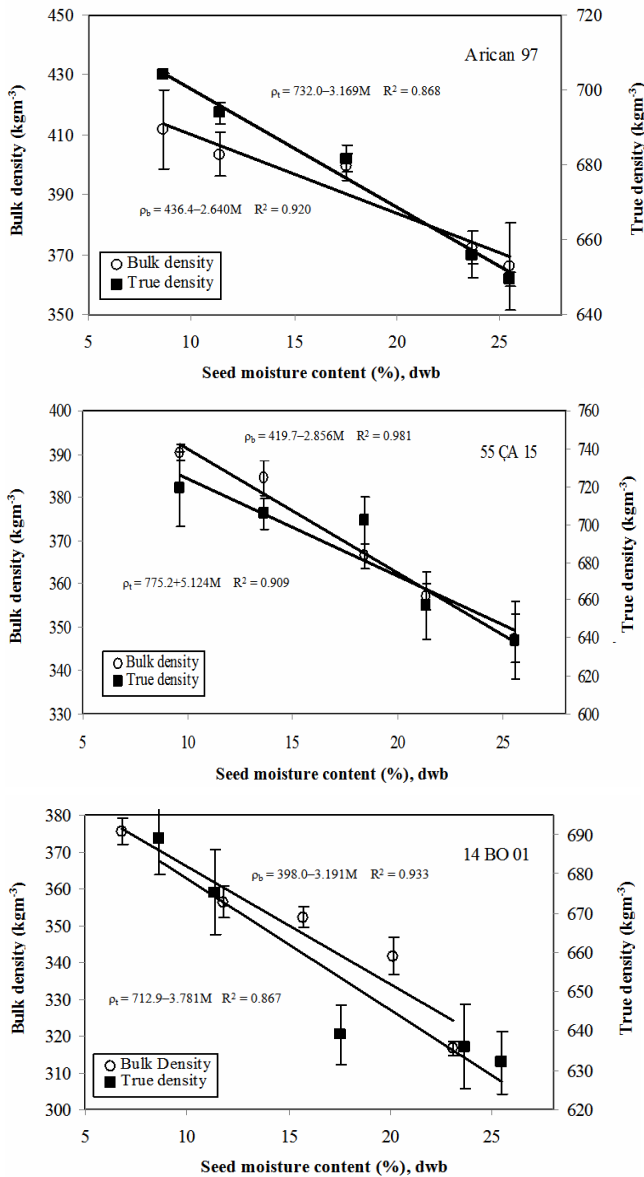 450
430
410
390
370
350
Bulk density (kgm-3)
Arican 97
ρt = 732.0–3.169M R² = 0.868
ρb = 436.4–2.640M R² = 0.920
Bulk density
True density
720
700
680
660
640
True density (kgm-3)
5 10 15 20 25
Seed moisture content (%), dwb
400
390
380
370
360
350
340
330
Bulk density (kgm-3)
ρb = 419.7–2.856M R² = 0.981
55 ÇA 15
ρt = 775.2+5.124M R² = 0.909
Bulk density
True density
760
740
720
700
680
660
640
620
600
True density (kgm-3)
5 10 15 20 25
Seed moisture content (%), dwb
380
370
360
350
340
330
320
310
300
Bulk density (kgm-3)
14 BO 01
ρb = 398.0–3.191M R² = 0.933
ρt = 712.9–3.781M R² = 0.867
Bulk Density
True density
690
680
670
660
650
640
630
620
True density (kgm-3)
5 10 15 20 25
Seed moisture content (%), dwb